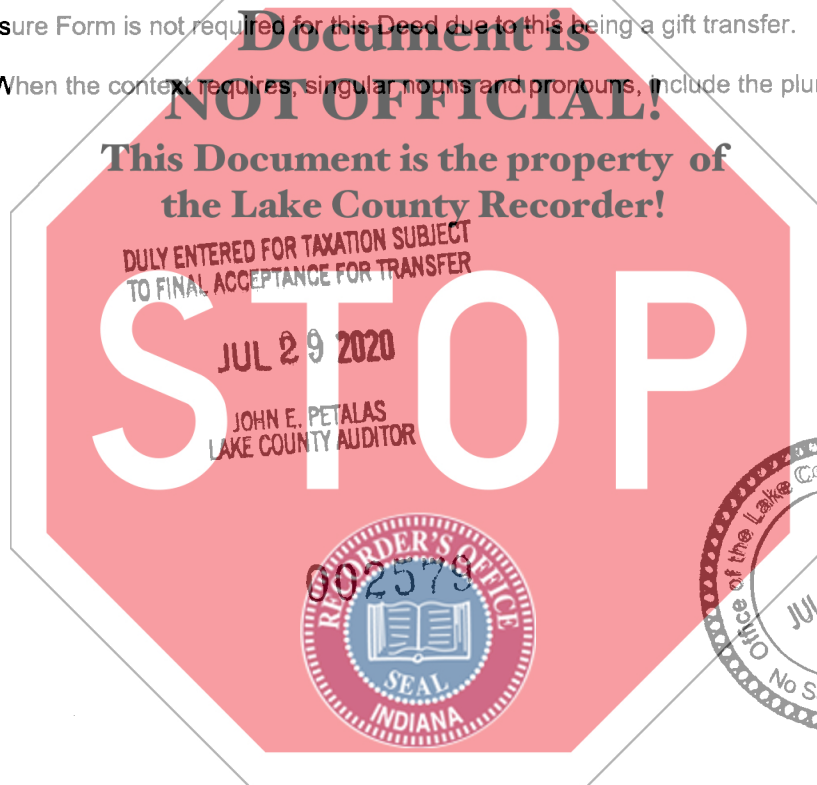 sure Form is not required for this Deed due to this being a gift transfer.
Document is
When the context requires, singular nouns and pronouns, include the plu
NOT OFFICIAL!
This Document is the property of
the Lake County Recorder!
DULY ENTERED FOR TAXATION SUBJECT
TO FINAL ACCEPTANCE FOR TRANSFER
STOP
JUL 29 2020
JOHN E. PETALAS
LAKE COUNTY AUDITOR
Office of the Lake Co
JUL
No S
002579
RECORDER'S OFFICE
SEAL
INDIANA